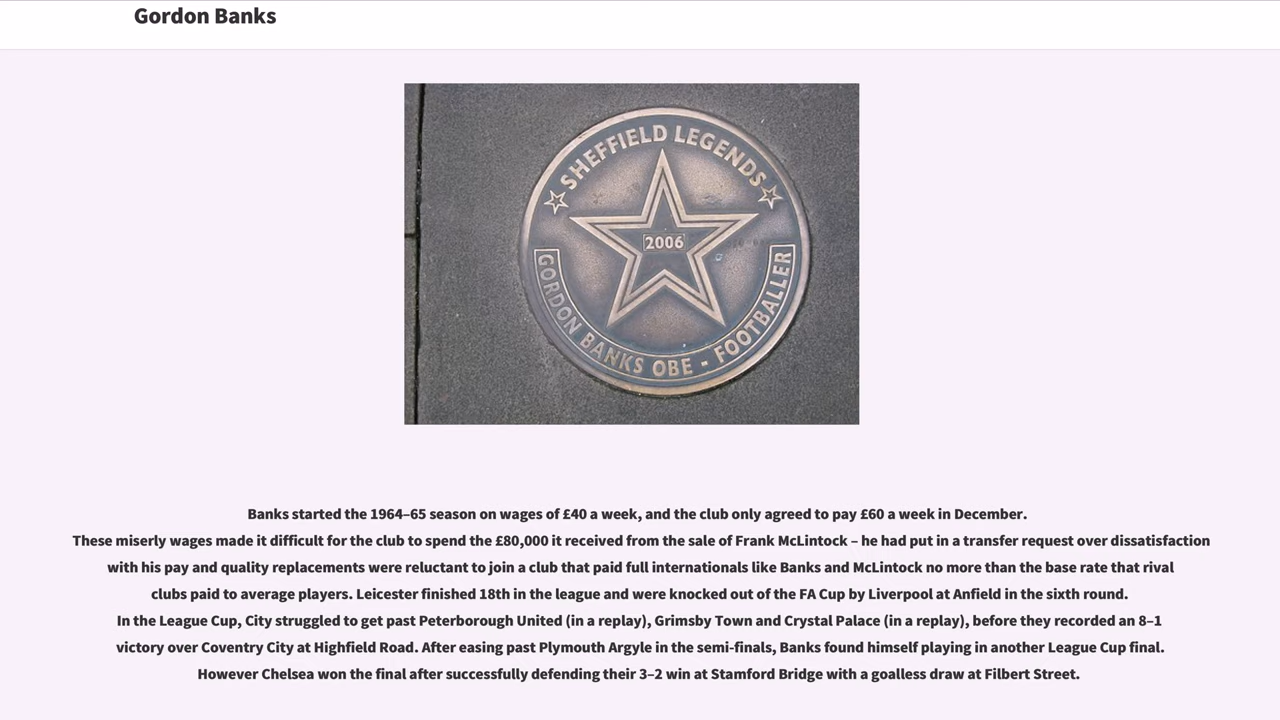 Gordon Banks
SHEFFIELD LEGENDS
2006
GORDON BANKS OBE - FOOTBALLER
Banks started the 1964–65 season on wages of £40 a week, and the club only agreed to pay £60 a week in December.
These miserly wages made it difficult for the club to spend the £80,000 it received from the sale of Frank McLintock – he had put in a transfer request over dissatisfaction
with his pay and quality replacements were reluctant to join a club that paid full internationals like Banks and McLintock no more than the base rate that rival
clubs paid to average players. Leicester finished 18th in the league and were knocked out of the FA Cup by Liverpool at Anfield in the sixth round.
In the League Cup, City struggled to get past Peterborough United (in a replay), Grimsby Town and Crystal Palace (in a replay), before they recorded an 8–1
victory over Coventry City at Highfield Road. After easing past Plymouth Argyle in the semi-finals, Banks found himself playing in another League Cup final.
However Chelsea won the final after successfully defending their 3–2 win at Stamford Bridge with a goalless draw at Filbert Street.